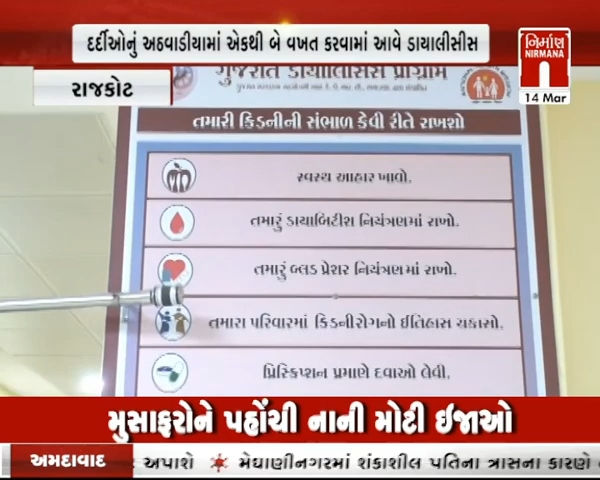 દર્દીઓનું અઠવાડીયામાં એકથી બે વખત કરવામાં આવે ડાયાલીસીસ
નિર્માણ
NIRMANA
14 Mar
રાજકોટ
ગુજરાત ડાયાલિસિસ પ્રોગ્રામ
તમારી કિડનીની સંભાળ કેવી રીતે રાખશો
સ્વસ્થ આહાર ખાવો.
તમારું ડાયાબિટીશ નિયંત્રણમાં રાખો.
તમારું બ્લડ પ્રેશર નિયંત્રણમાં રાખો.
તમારા પરિવારમાં કિડનીરોગનો ઈતિહાસ ચકાસો.
પ્રિસ્ક્રિપ્શન પ્રમાણે દવાઓ લેવી.
મુસાફરોને પહોંચી નાની મોટી ઇજાઓ
અમદાવાદ
અપાશે મેઘાણીનગરમાં શંકાશીલ પતિના ત્રાસના કારણે